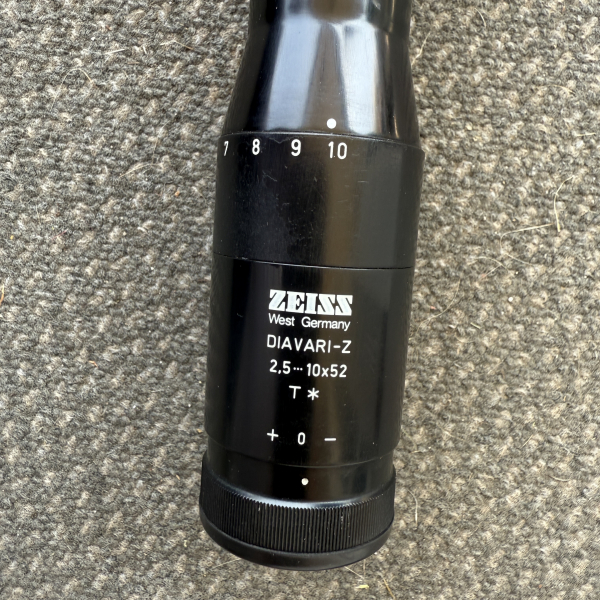 7 8 9 10
ZEISS
West Germany
DIAVARI-Z
2,5···10x52
T*
+ 0 −